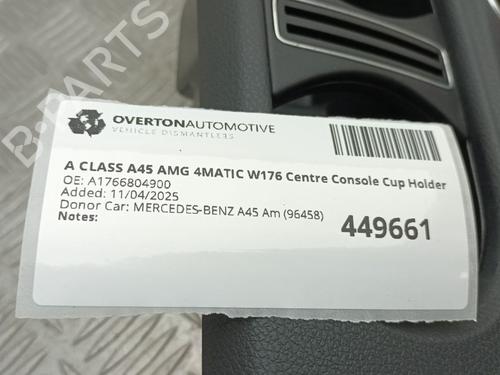 B-PARTS
OVERTONAUTOMOTIVE
VEHICLE DISMANTLERS
A CLASS A45 AMG 4MATIC W176 Centre Console Cup Holder
OE: A1766804900
Added: 11/04/2025
Donor Car: MERCEDES-BENZ A45 Am (96458)
Notes:
449661